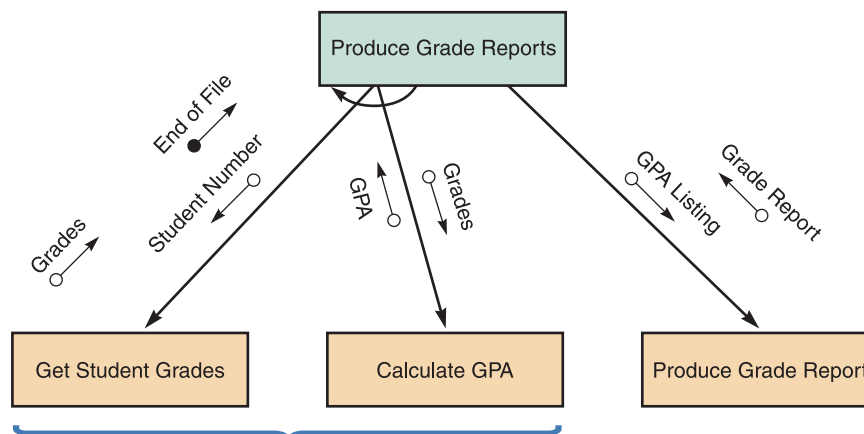 Produce Grade Reports
End of File
Student Number
Grades
GPA
Grades
GPA Listing
Grade Report
Get Student Grades
Calculate GPA
Produce Grade Report